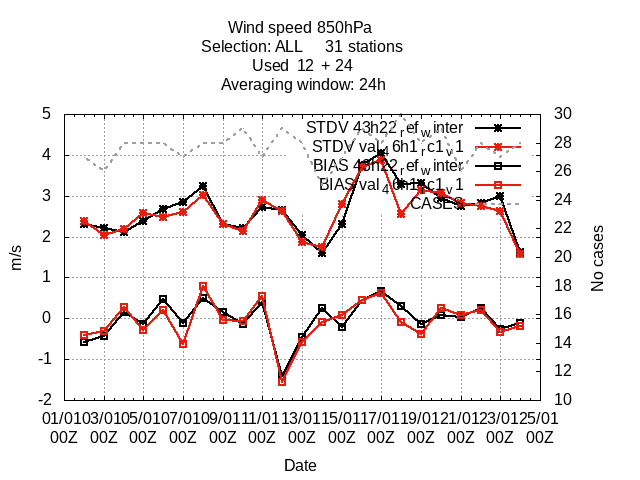 Wind speed 850hPa
Selection: ALL 31 stations
Used 12 + 24
Averaging window: 24h
STDV 43h22_ref_winter
STDV val_46h1_rc1_v1
BIAS 43h22_ref_winter
BIAS val_46h1_rc1_v1
CASES
5
4
3
2
1
0
-1
-2
30
28
26
24
22
20
18
16
14
12
10
m/s
No cases
01/01 03/01 05/01 07/01 09/01 11/01 13/01 15/01 17/01 19/01 21/01 23/01 25/01
00Z 00Z 00Z 00Z 00Z 00Z 00Z 00Z 00Z 00Z 00Z 00Z 00Z
Date